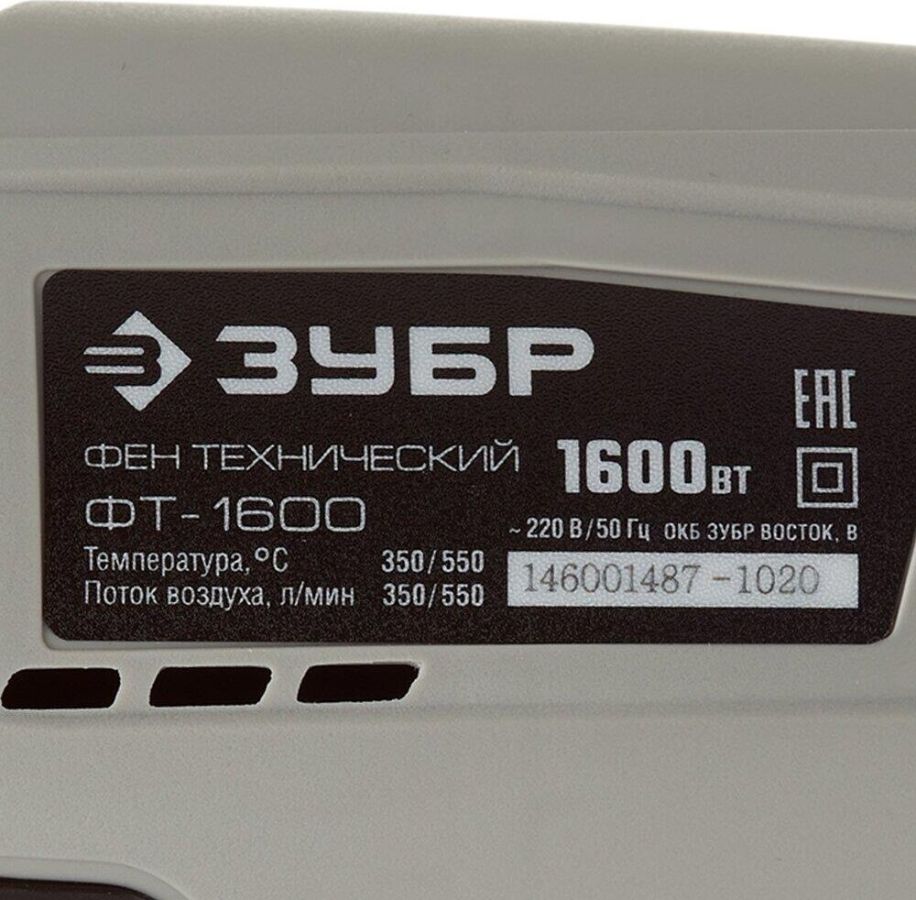 ЗУБР
EAC
ФЕН ТЕХНИЧЕСКИЙ
1600Вт
ФТ-1600
~ 220 В/50 Гц ОКБ ЗУБР ВОСТОК, В
Температура,°С 350/550
Поток воздуха, л/мин 350/550
146001487 -1020